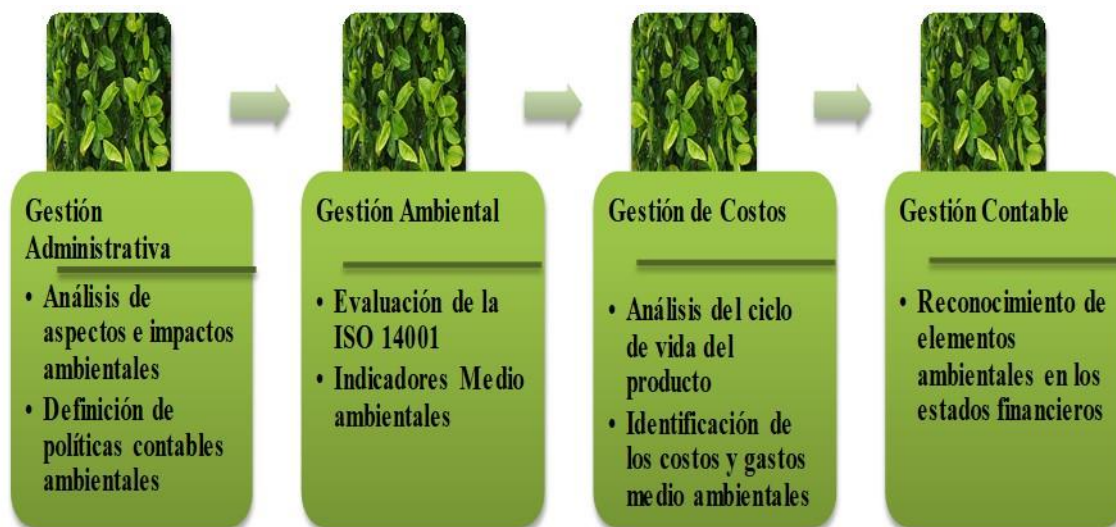 Gestión
Administrativa
• Análisis de
aspectos e impactos
ambientales
• Definición de
políticas contables
ambientales
Gestión Ambiental
• Evaluación de la
ISO 14001
• Indicadores Medio
ambientales
Gestión de Costos
• Análisis del ciclo
de vida del
producto
• Identificación de
los costos y gastos
medio ambientales
Gestión Contable
• Reconocimiento de
elementos
ambientales en los
estados financieros